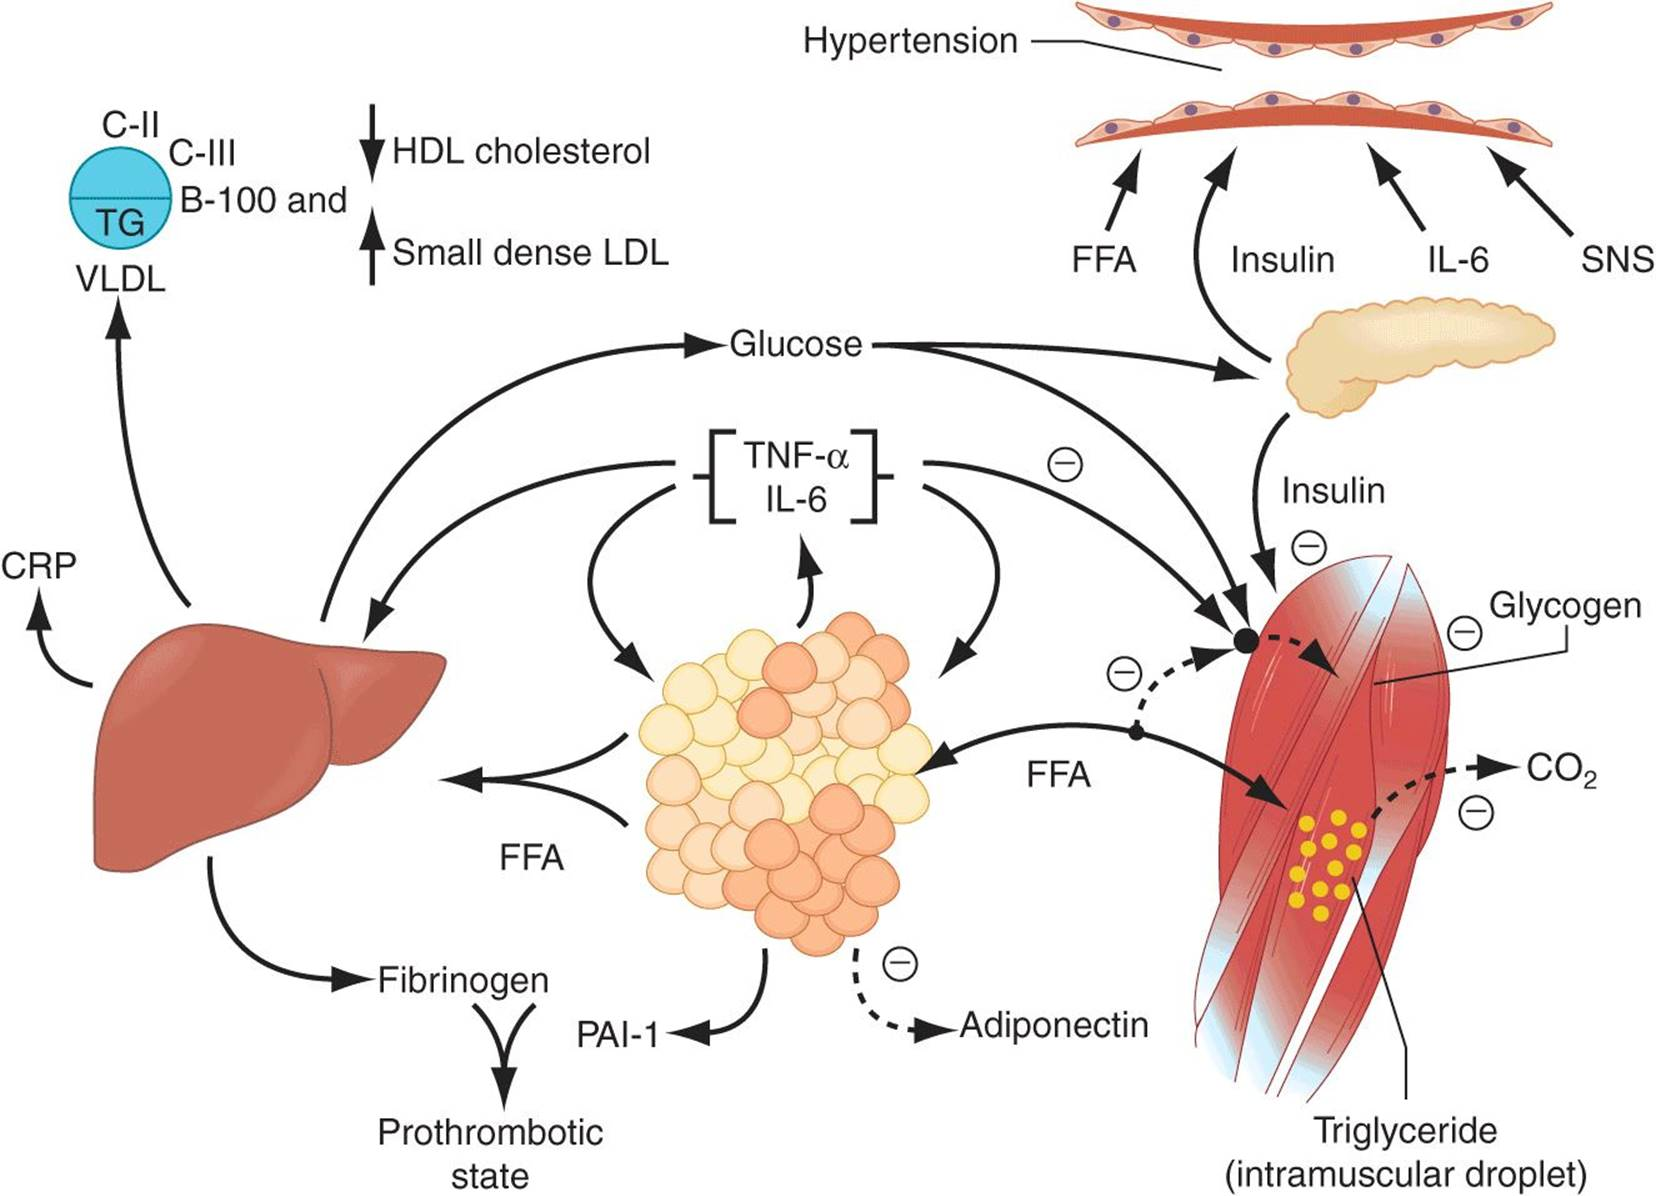 Hypertension
C-II
C-III
B-100 and
TG
VLDL
HDL cholesterol
Small dense LDL
FFA
Insulin
IL-6
SNS
Glucose
TNF-α
IL-6
⊖
Insulin
⊖
CRP
Glycogen
⊖
⊖
FFA
CO₂
⊖
FFA
Fibrinogen
PAI-1
⊖
Adiponectin
Prothrombotic
state
Triglyceride
(intramuscular droplet)